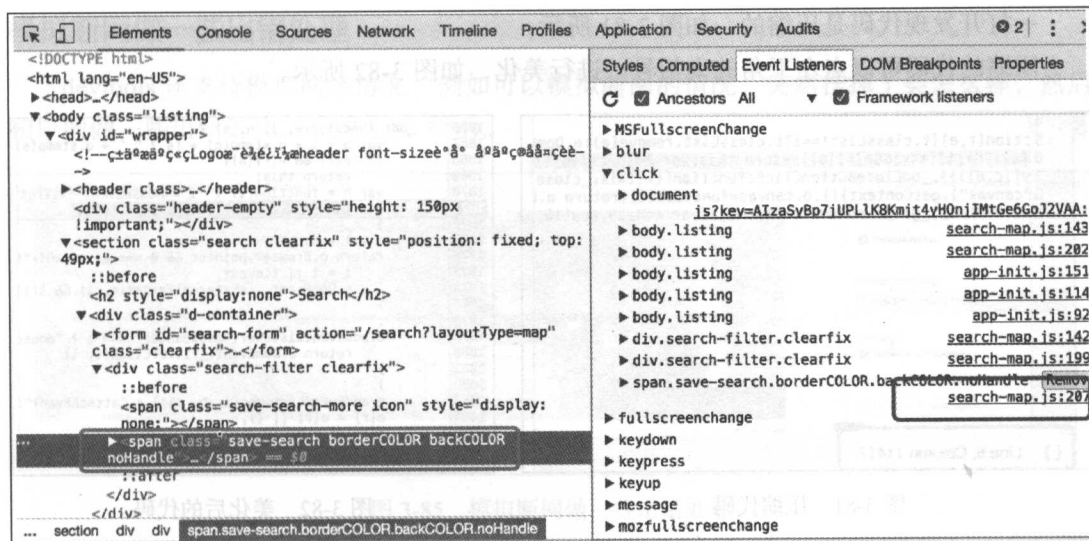 Elements Console Sources Network Timeline Profiles Application Security Audits 2
<!DOCTYPE html>
<html lang="en-US">
▶<head>…</head>
▼<body class="listing">
▼<div id="wrapper">
-->
▶<header class>…</header>
<div class="header-empty" style="height: 150px
!important;"></div>
▼<section class="search clearfix" style="position: fixed; top:
49px;">
::before
<h2 style="display:none">Search</h2>
▼<div class="d-container">
▶<form id="search-form" action="/search?layoutType=map"
class="clearfix">…</form>
▼<div class="search-filter clearfix">
::before
<span class="save-search-more icon" style="display:
none;"></span>
... ▶<span class="save-search borderCOLOR backCOLOR
noHandle">…</span> == $0
::after
</div>
</div>
... section div div span.save-search.borderCOLOR.backCOLOR.noHandle
Styles Computed Event Listeners DOM Breakpoints Properties
Ancestors All ▼ Framework listeners
▶MSFullscreenChange
▶blur
▼click
▶document
js?key=AIzaSyBp7jUPLlK8Kmjt4vHOnjIMtGe6GoJ2VAA:
▶body.listing search-map.js:143
▶body.listing search-map.js:202
▶body.listing app-init.js:151
▶body.listing app-init.js:114
▶body.listing app-init.js:92
▶div.search-filter.clearfix search-map.js:142
▶div.search-filter.clearfix search-map.js:199
▶span.save-search.borderCOLOR.backCOLOR.noHandle Remov
search-map.js:207
▶fullscreenchange
▶keydown
▶keypress
▶keyup
▶message
▶mozfullscreenchange